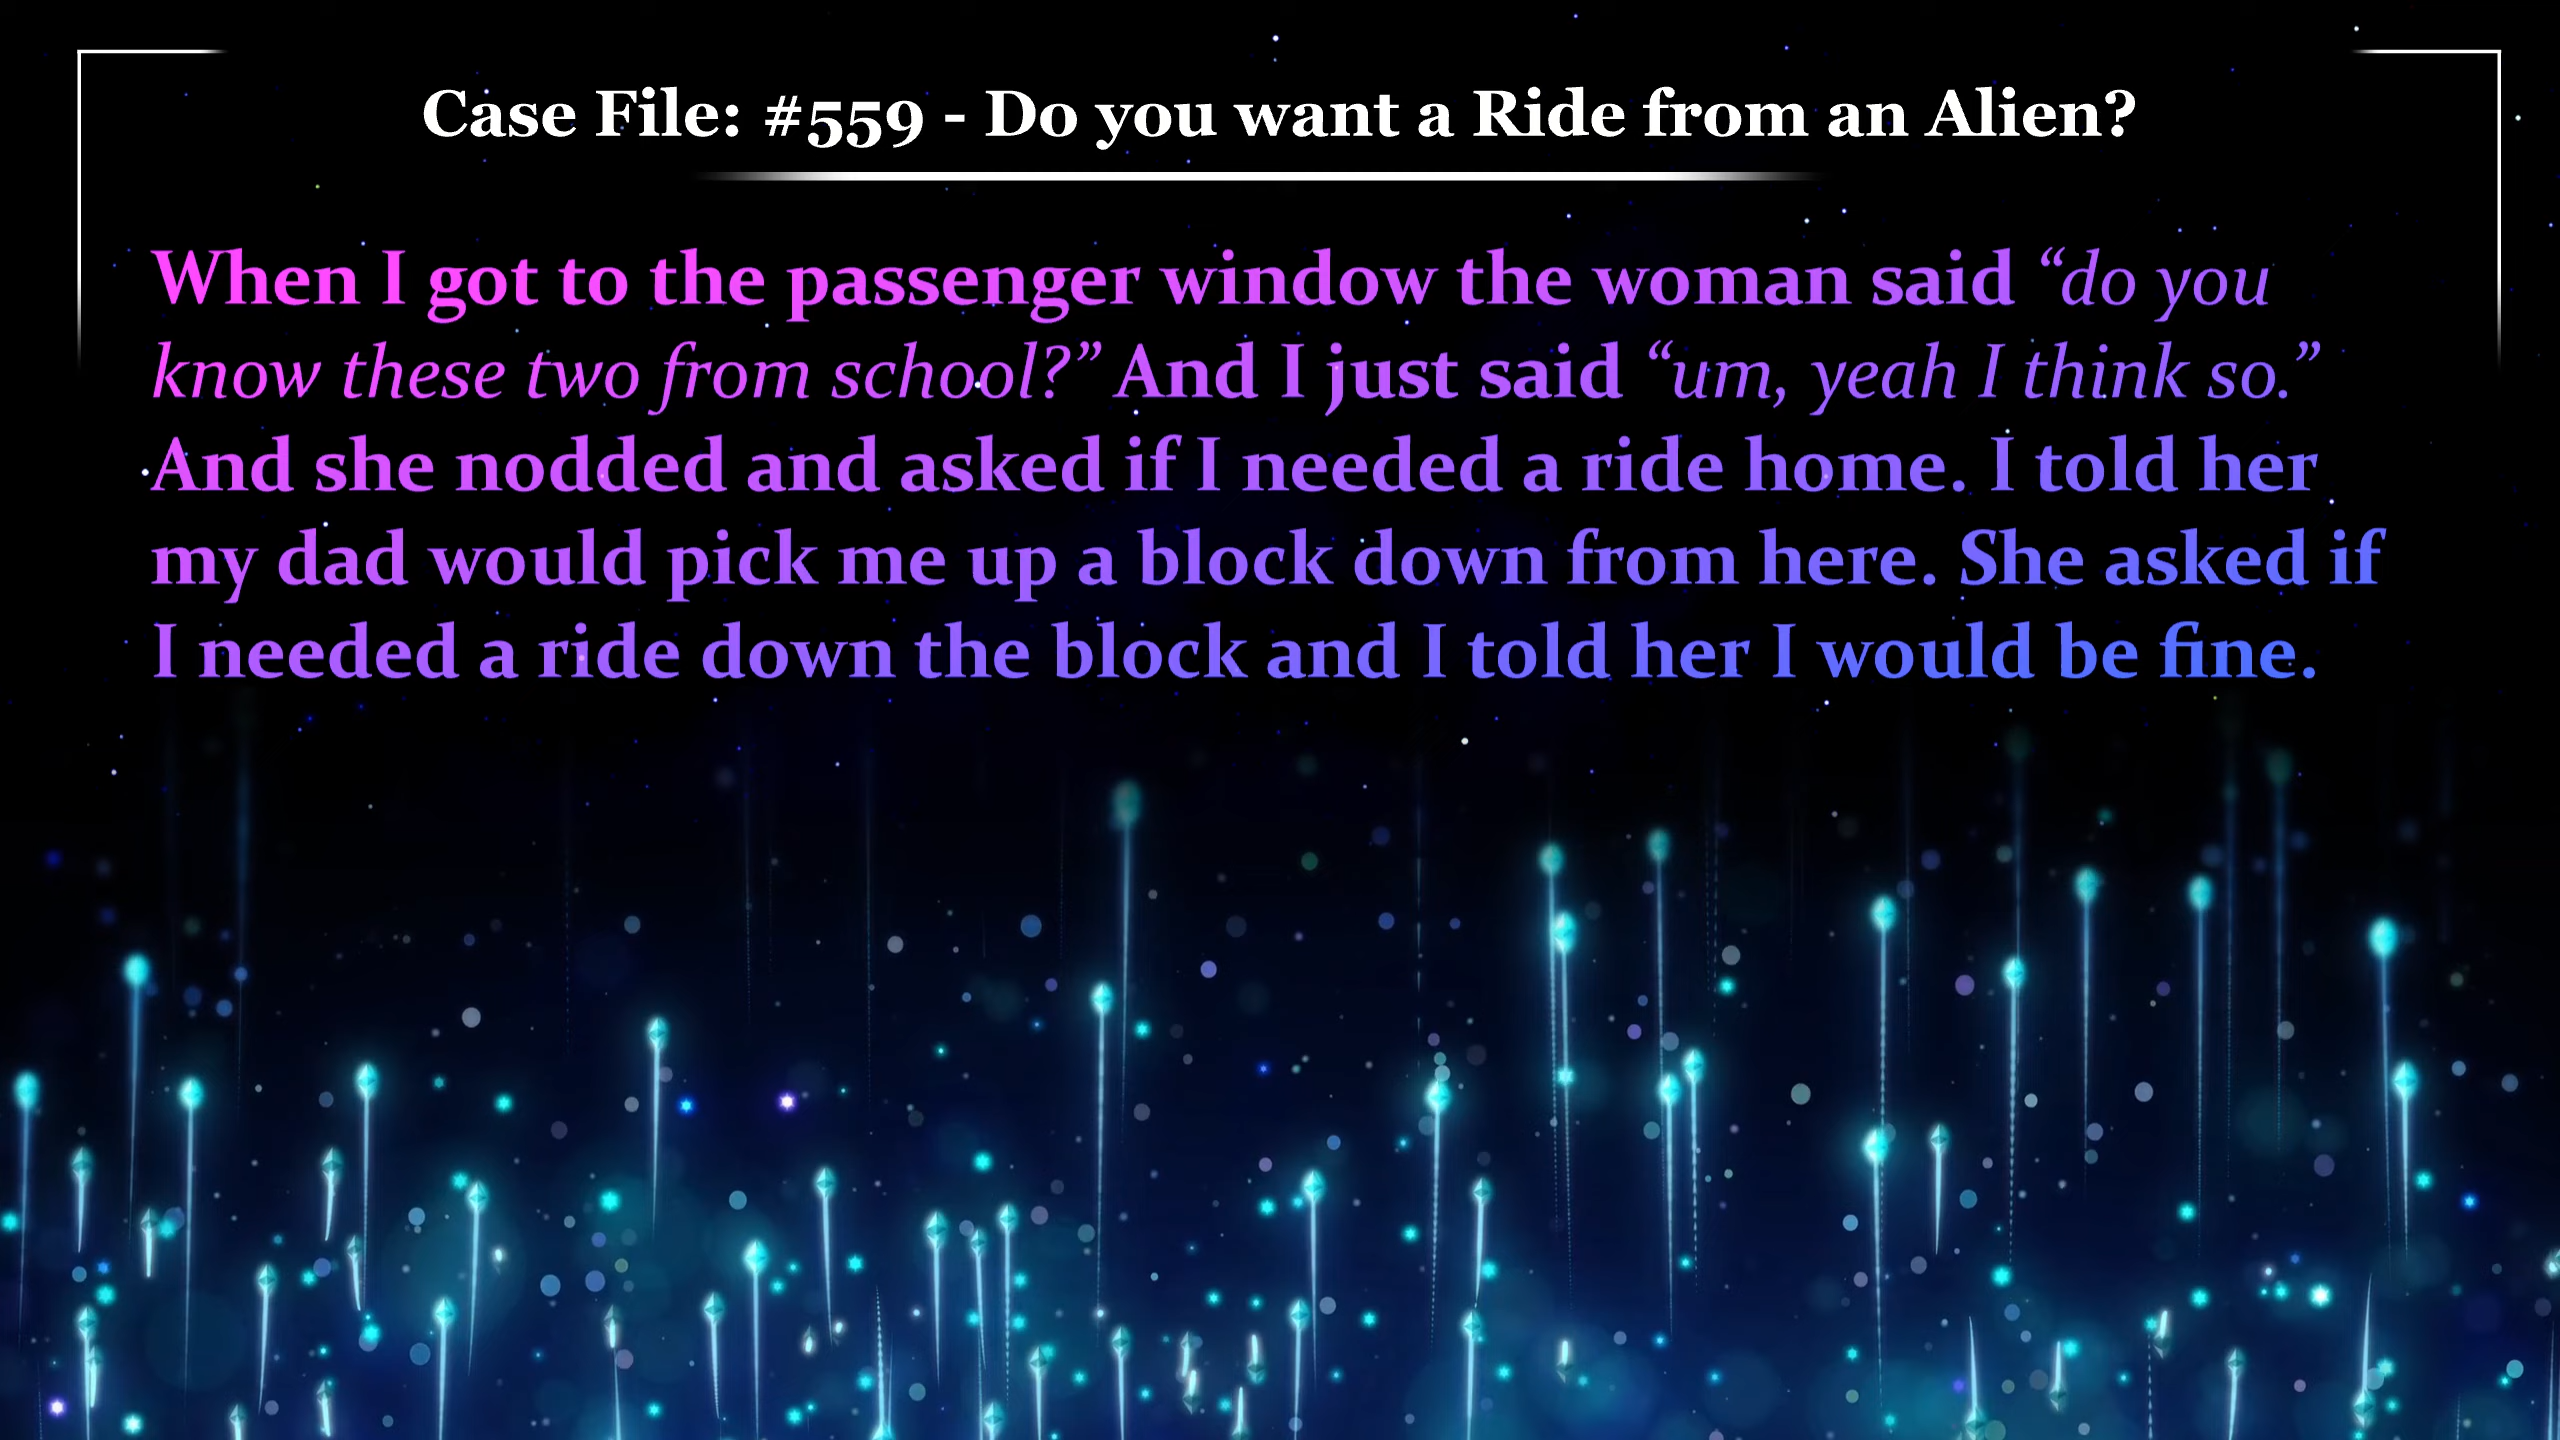 Case File: #559 - Do you want a Ride from an Alien?
When I got to the passenger window the woman said “do you
know these two from school?” And I just said “um, yeah I think so.”
And she nodded and asked if I needed a ride home. I told her
my dad would pick me up a block down from here. She asked if
I needed a ride down the block and I told her I would be fine.